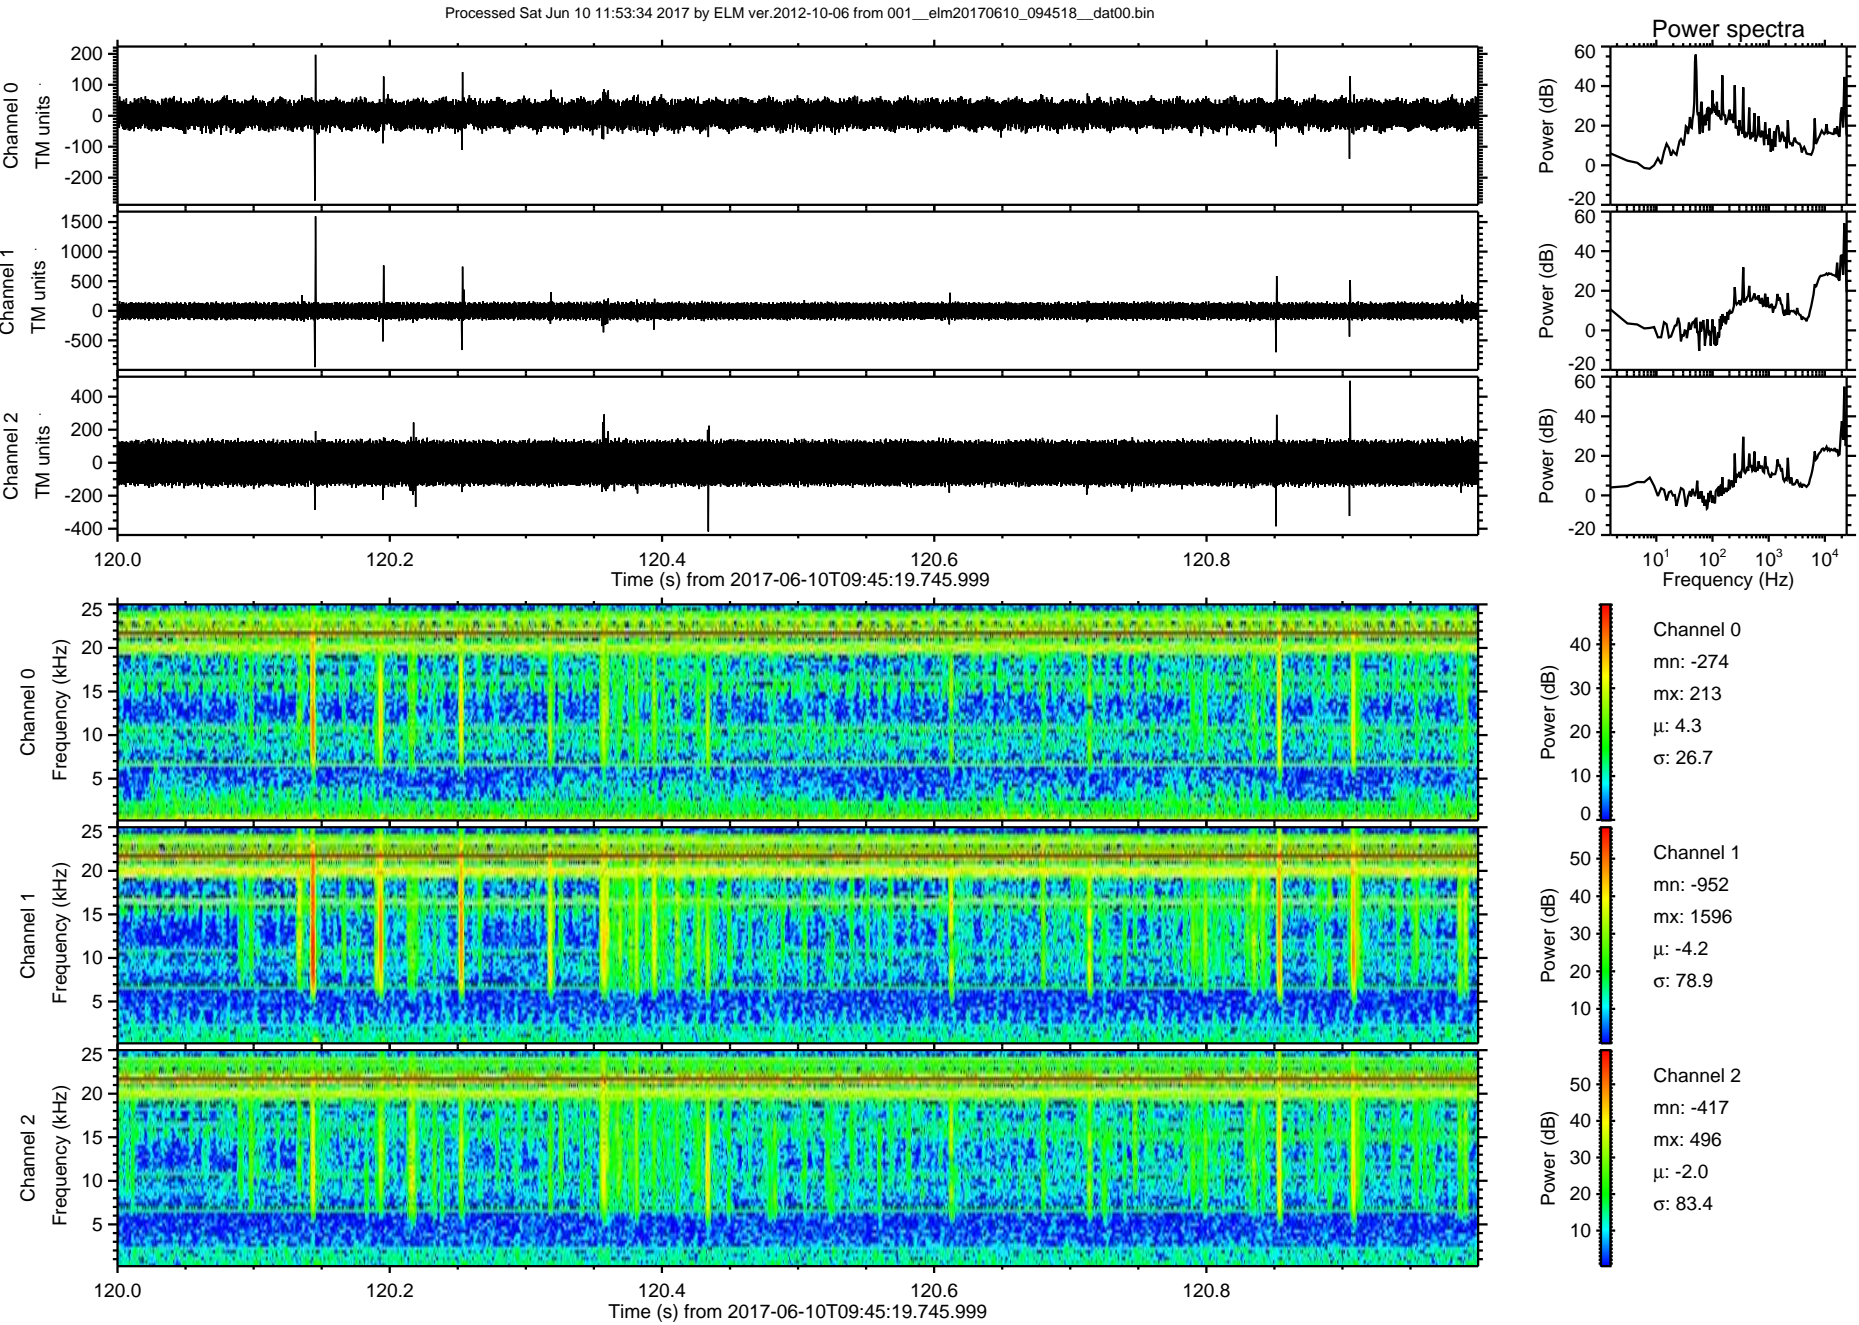 Processed Sat Jun 10 11:53:34 2017 by ELM ver.2012-10-06 from 001__elm20170610_094518__dat00.bin
Power spectra
Channel 0
TM units
200
100
0
-100
-200
Power (dB)
60
40
20
0
-20
Channel 1
TM units
1500
1000
500
0
-500
Power (dB)
60
40
20
0
-20
Channel 2
TM units
400
200
0
-200
-400
Power (dB)
60
40
20
0
-20
120.0 120.2 120.4 120.6 120.8
Time (s) from 2017-06-10T09:45:19.745.999
10¹ 10² 10³ 10⁴
Frequency (Hz)
Channel 0
Frequency (kHz)
25
20
15
10
5
Power (dB)
40
30
20
10
0
Channel 0
mn: -274
mx: 213
μ: 4.3
σ: 26.7
Channel 1
Frequency (kHz)
25
20
15
10
5
Power (dB)
50
40
30
20
10
Channel 1
mn: -952
mx: 1596
μ: -4.2
σ: 78.9
Channel 2
Frequency (kHz)
25
20
15
10
5
Power (dB)
50
40
30
20
10
Channel 2
mn: -417
mx: 496
μ: -2.0
σ: 83.4
120.0 120.2 120.4 120.6 120.8
Time (s) from 2017-06-10T09:45:19.745.999